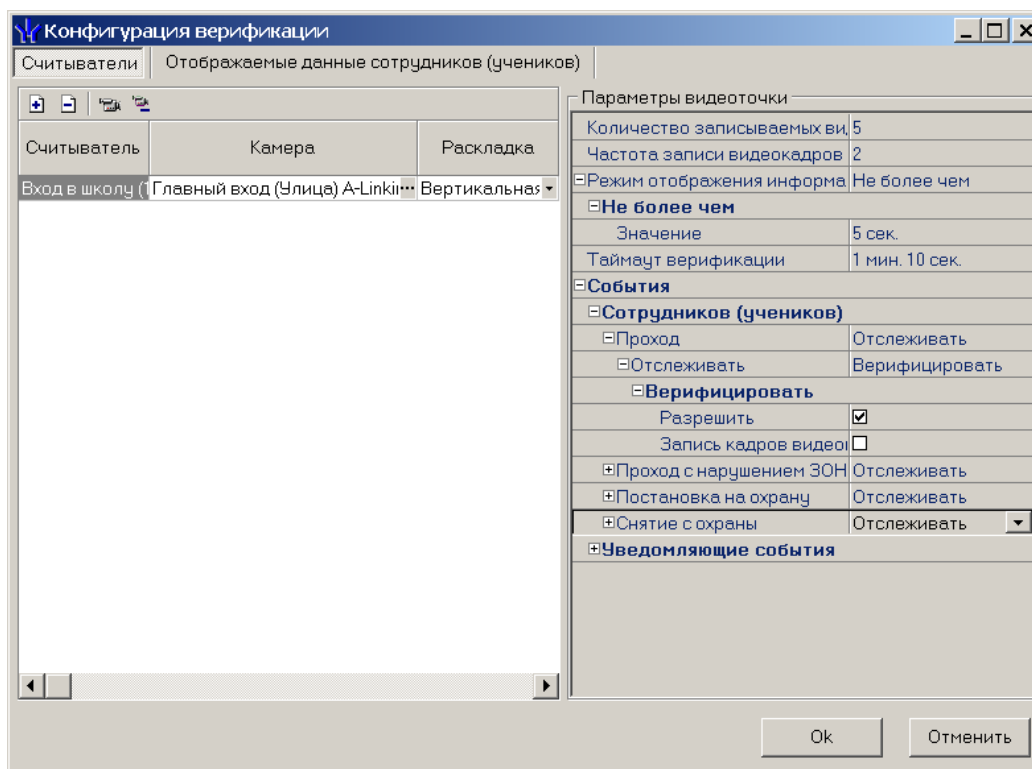 Конфигурация верификации
Считыватели
Отображаемые данные сотрудников (учеников)
Считыватель Камера Раскладка
Вход в школу (1 Главный вход (Улица) A-Linkin... Вертикальная
Параметры видеоточки
Количество записываемых ви, 5
Частота записи видеокадров 2
Режим отображения информа Не более чем
Не более чем
Значение 5 сек.
Таймаут верификации 1 мин. 10 сек.
События
Сотрудников (учеников)
Проход Отслеживать
Отслеживать Верифицировать
Верифицировать
Разрешить
Запись кадров видео
Проход с нарушением ЗОН Отслеживать
Постановка на охрану Отслеживать
Снятие с охраны Отслеживать
Уведомляющие события
Ok Отменить